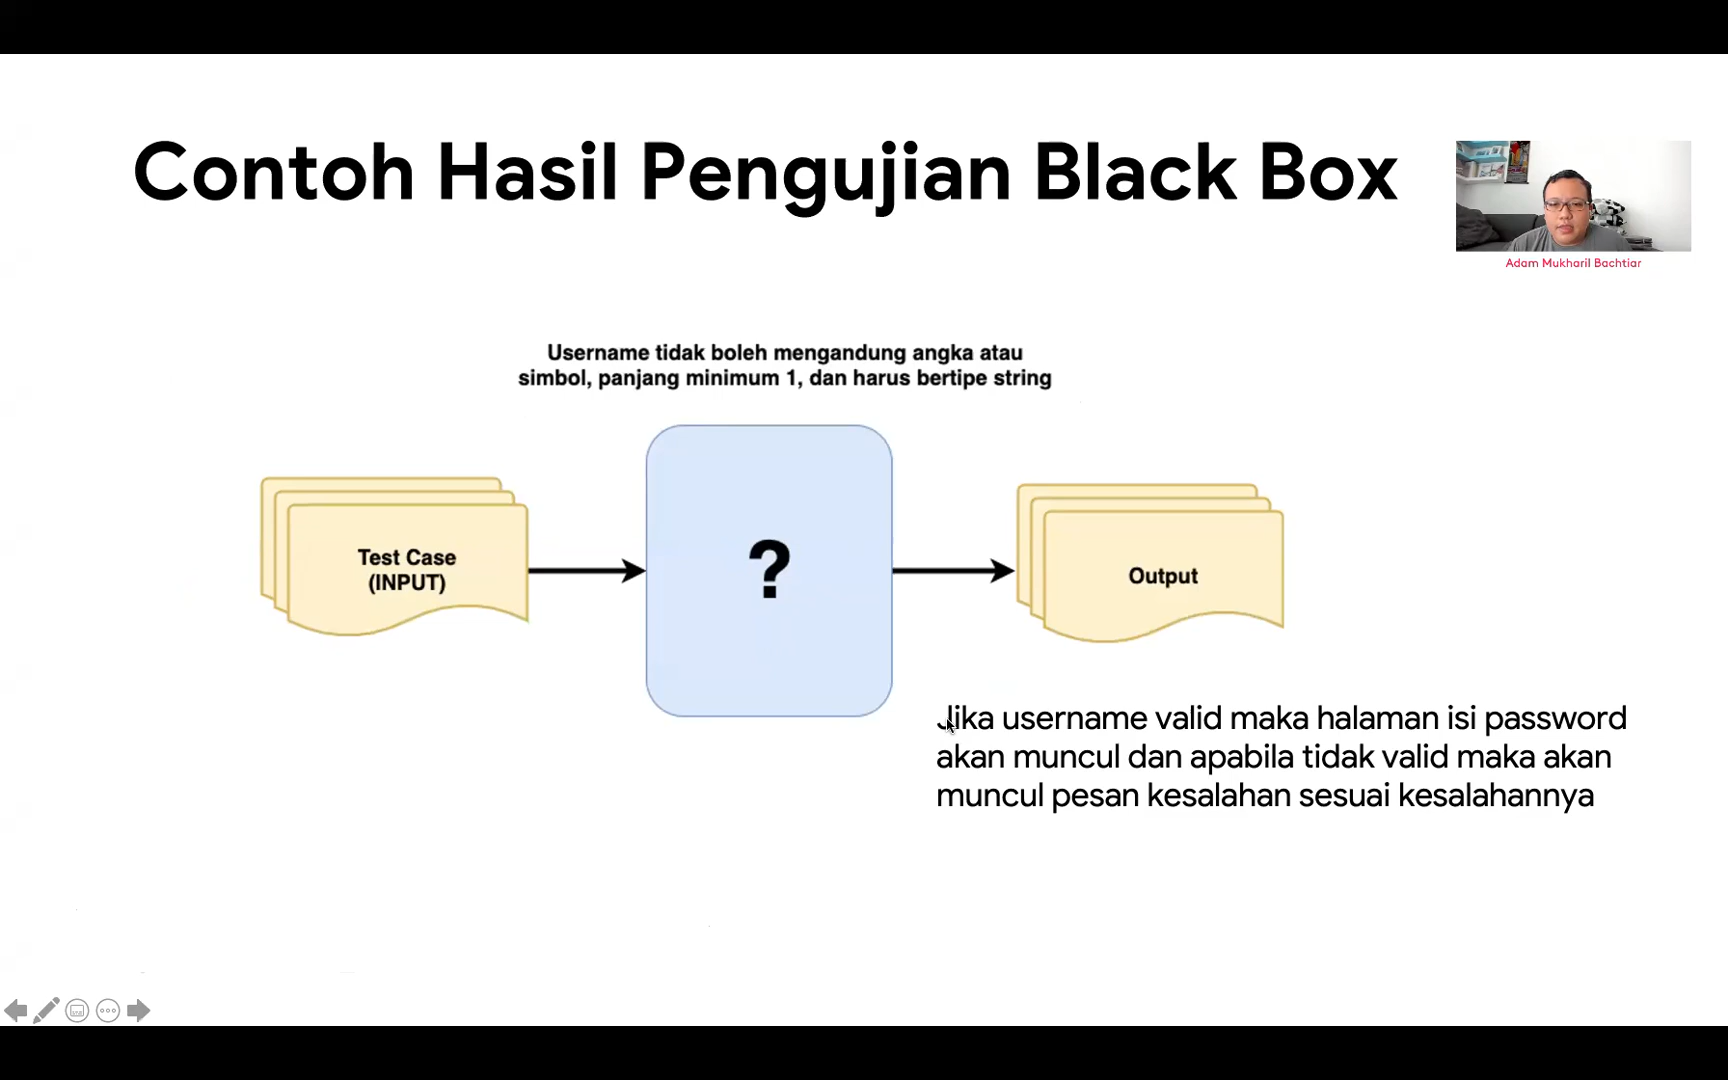 Contoh Hasil Pengujian Black Box
Adam Mukharil Bachtiar
Username tidak boleh mengandung angka atau
simbol, panjang minimum 1, dan harus bertipe string
Test Case
(INPUT)
?
Output
Jika username valid maka halaman isi password
akan muncul dan apabila tidak valid maka akan
muncul pesan kesalahan sesuai kesalahannya